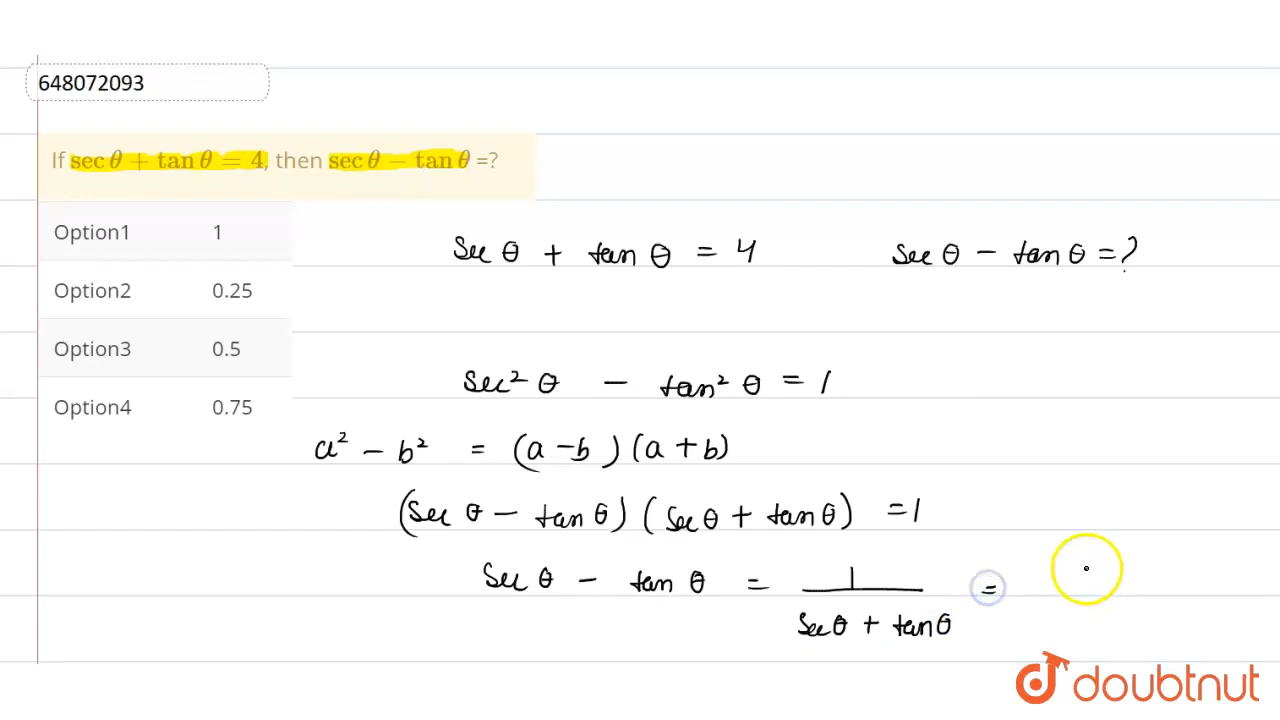 648072093
If sec θ + tan θ = 4, then sec θ − tan θ =?
Option1 1
Option2 0.25
Option3 0.5
Option4 0.75
Sec θ + tan θ = 4 Sec θ − tan θ = ?
Sec² θ − tan² θ = 1
a² − b² = (a − b) (a + b)
(Sec θ − tan θ) (Sec θ + tan θ) = 1
Sec θ − tan θ = 1 =
Sec θ + tan θ
doubtnut